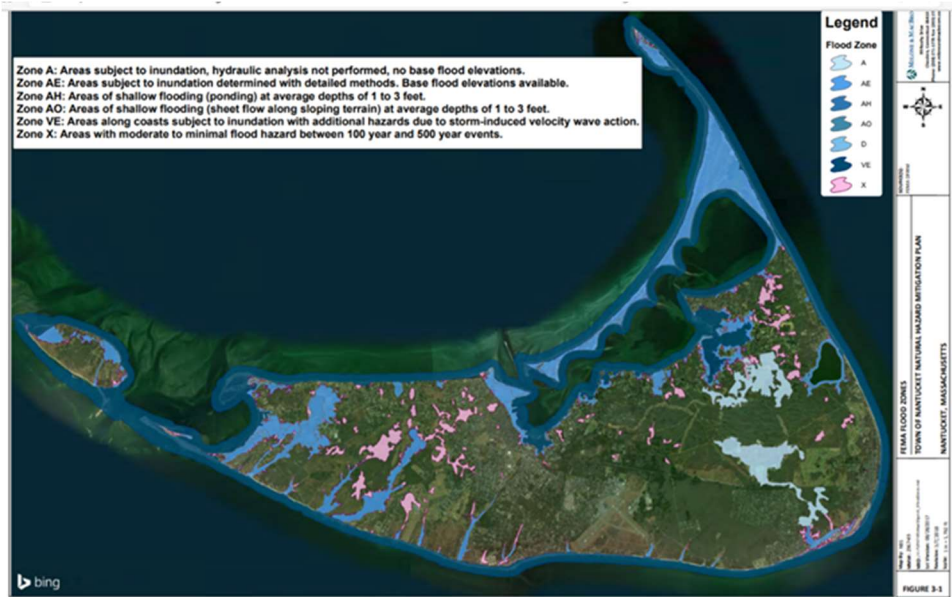 Zone A: Areas subject to inundation, hydraulic analysis not performed, no base flood elevations.
Zone AE: Areas subject to inundation determined with detailed methods. Base flood elevations available.
Zone AH: Areas of shallow flooding (ponding) at average depths of 1 to 3 feet.
Zone AO: Areas of shallow flooding (sheet flow along sloping terrain) at average depths of 1 to 3 feet.
Zone VE: Areas along coasts subject to inundation with additional hazards due to storm-induced velocity wave action.
Zone X: Areas with moderate to minimal flood hazard between 100 year and 500 year events.
Legend
Flood Zone
A
AE
AH
AO
D
VE
X
FEMA FLOOD ZONES
TOWN OF NANTUCKET NATURAL HAZARD MITIGATION PLAN
NANTUCKET, MASSACHUSETTS
FIGURE 3-1
bing